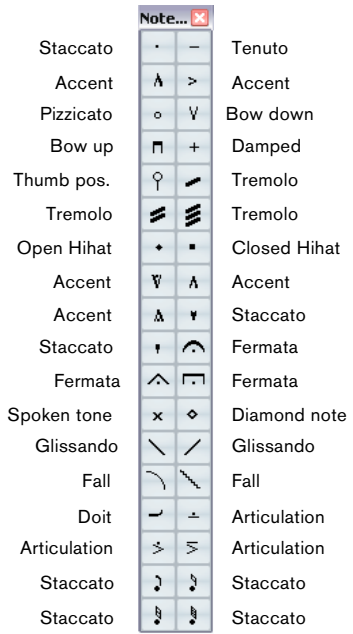 Note...
Staccato Tenuto
Accent Accent
Pizzicato Bow down
Bow up Damped
Thumb pos. Tremolo
Tremolo Tremolo
Open Hihat Closed Hihat
Accent Accent
Accent Staccato
Staccato Fermata
Fermata Fermata
Spoken tone Diamond note
Glissando Glissando
Fall Fall
Doit Articulation
Articulation Articulation
Staccato Staccato
Staccato Staccato